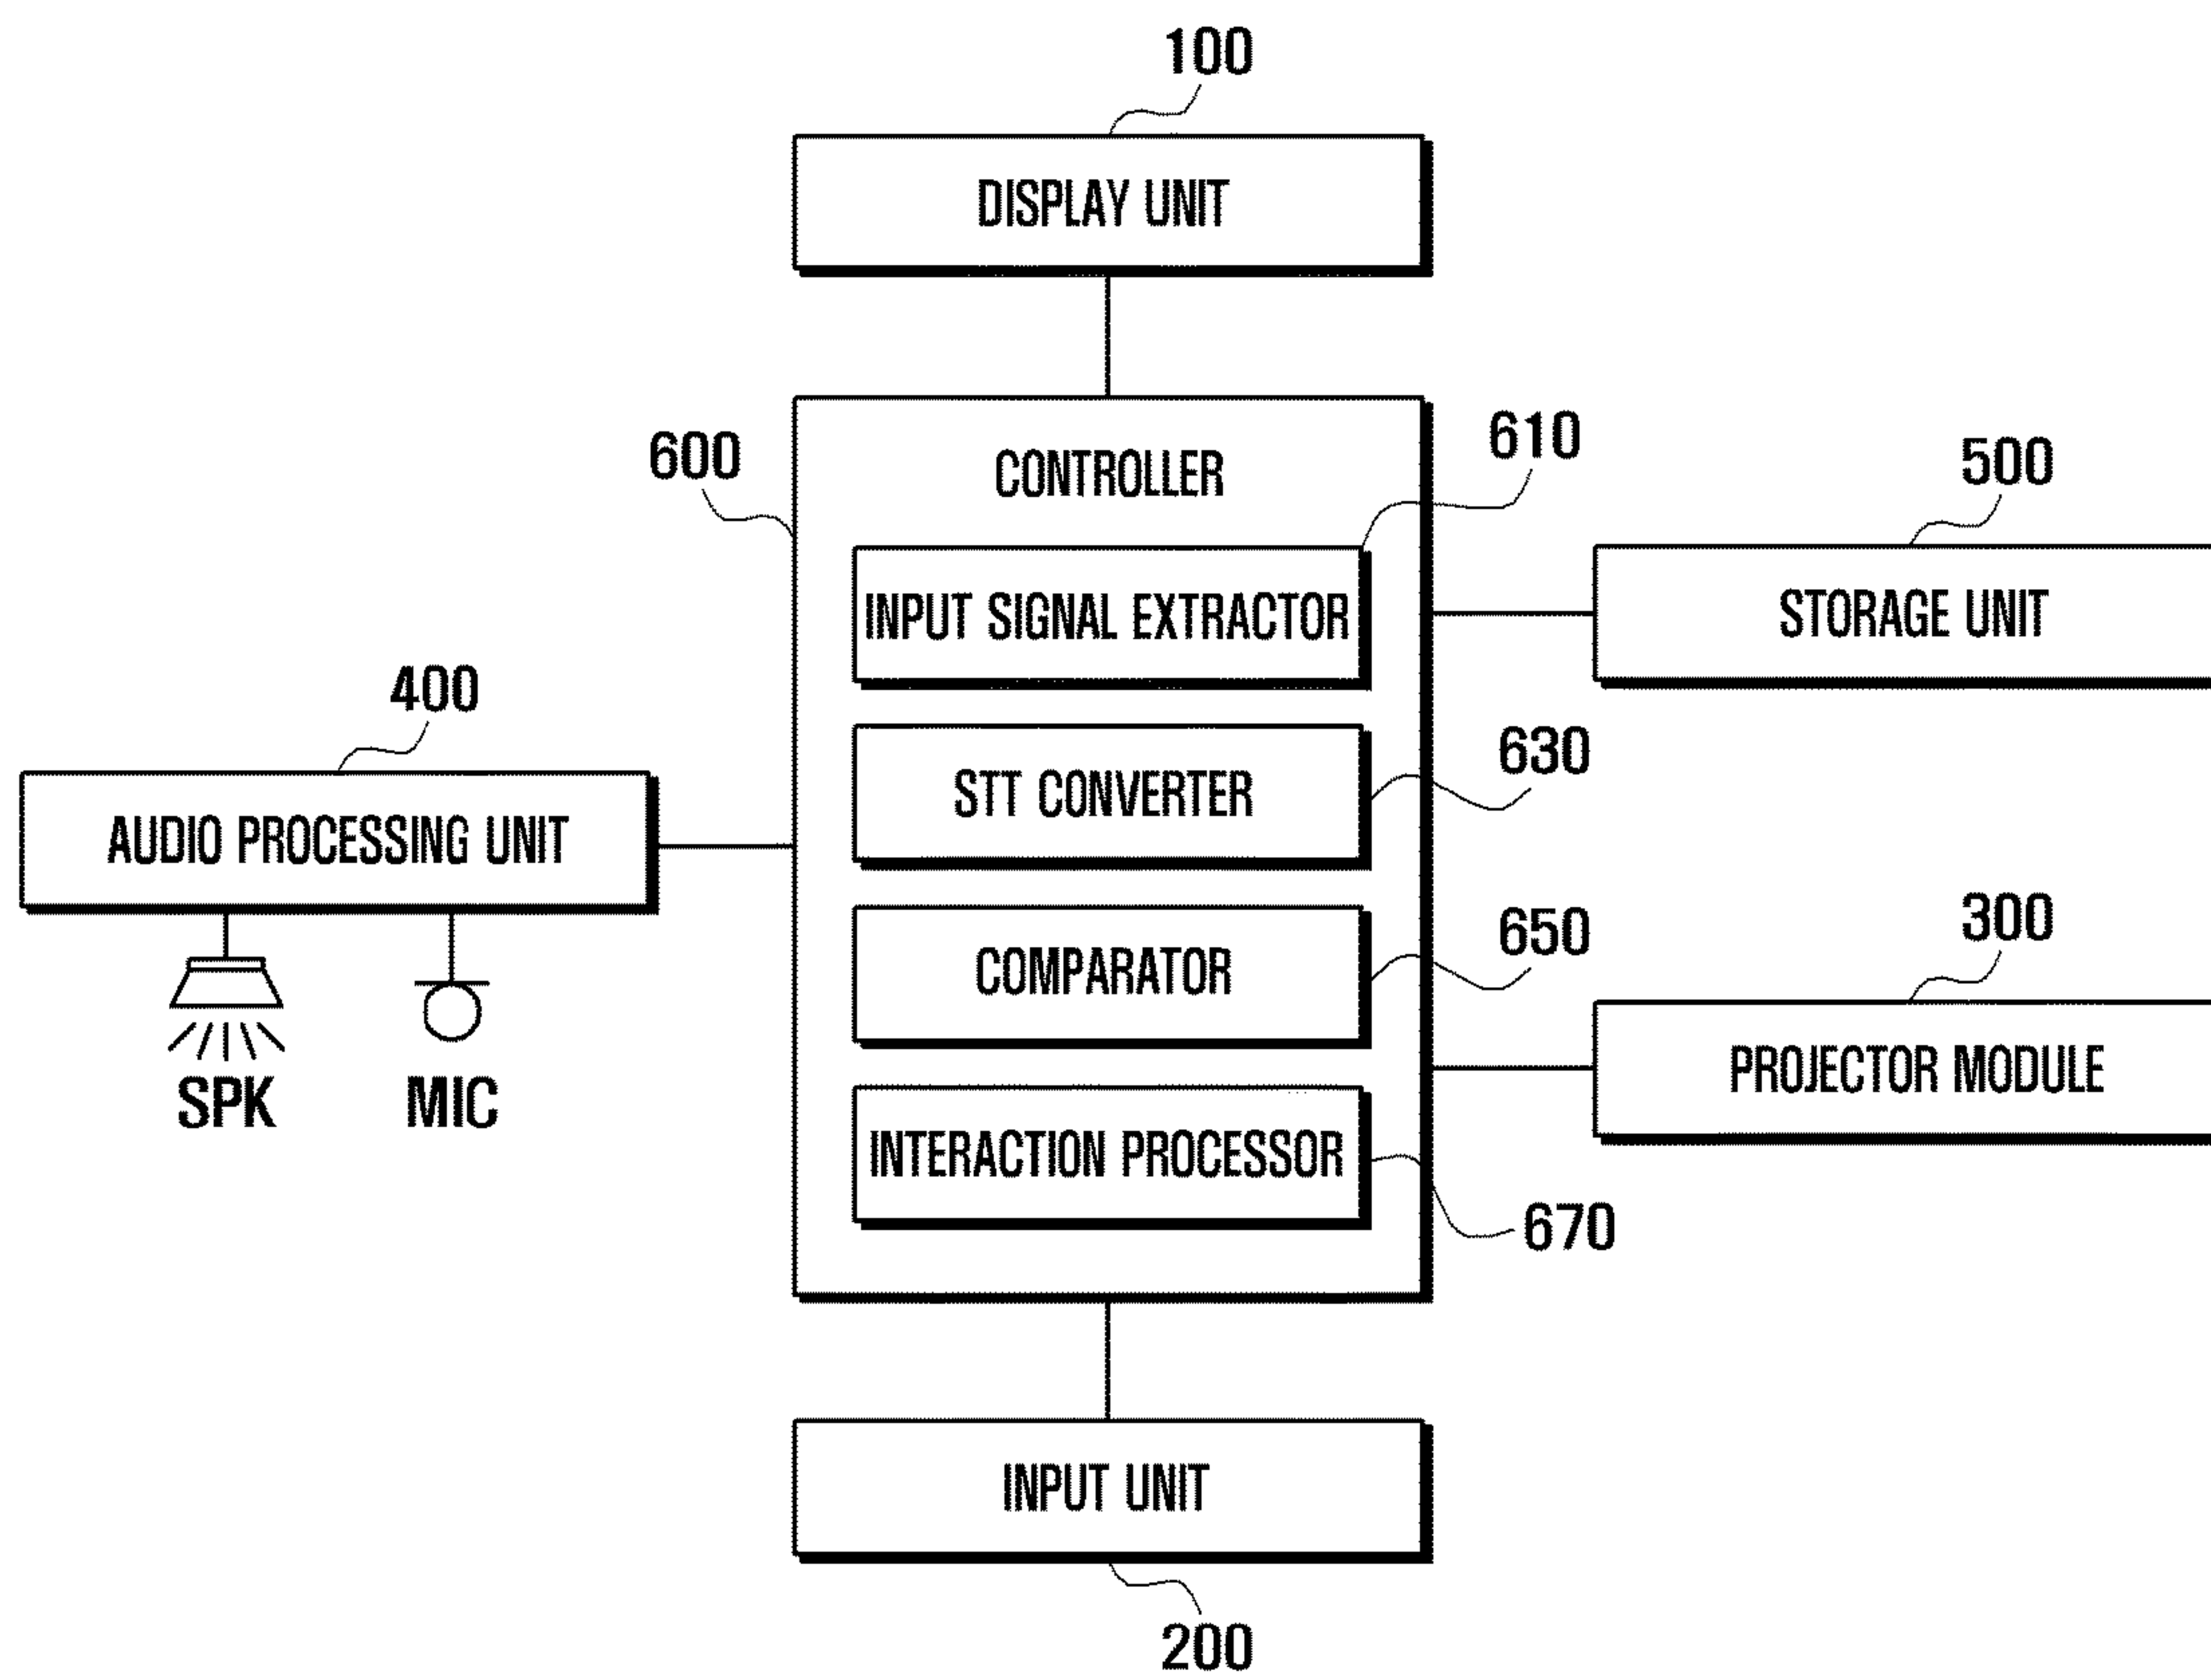 100
DISPLAY UNIT
600
CONTROLLER
610
500
INPUT SIGNAL EXTRACTOR
STORAGE UNIT
400
630
AUDIO PROCESSING UNIT
STT CONVERTER
650
300
COMPARATOR
SPK
MIC
PROJECTOR MODULE
INTERACTION PROCESSOR
670
INPUT UNIT
200